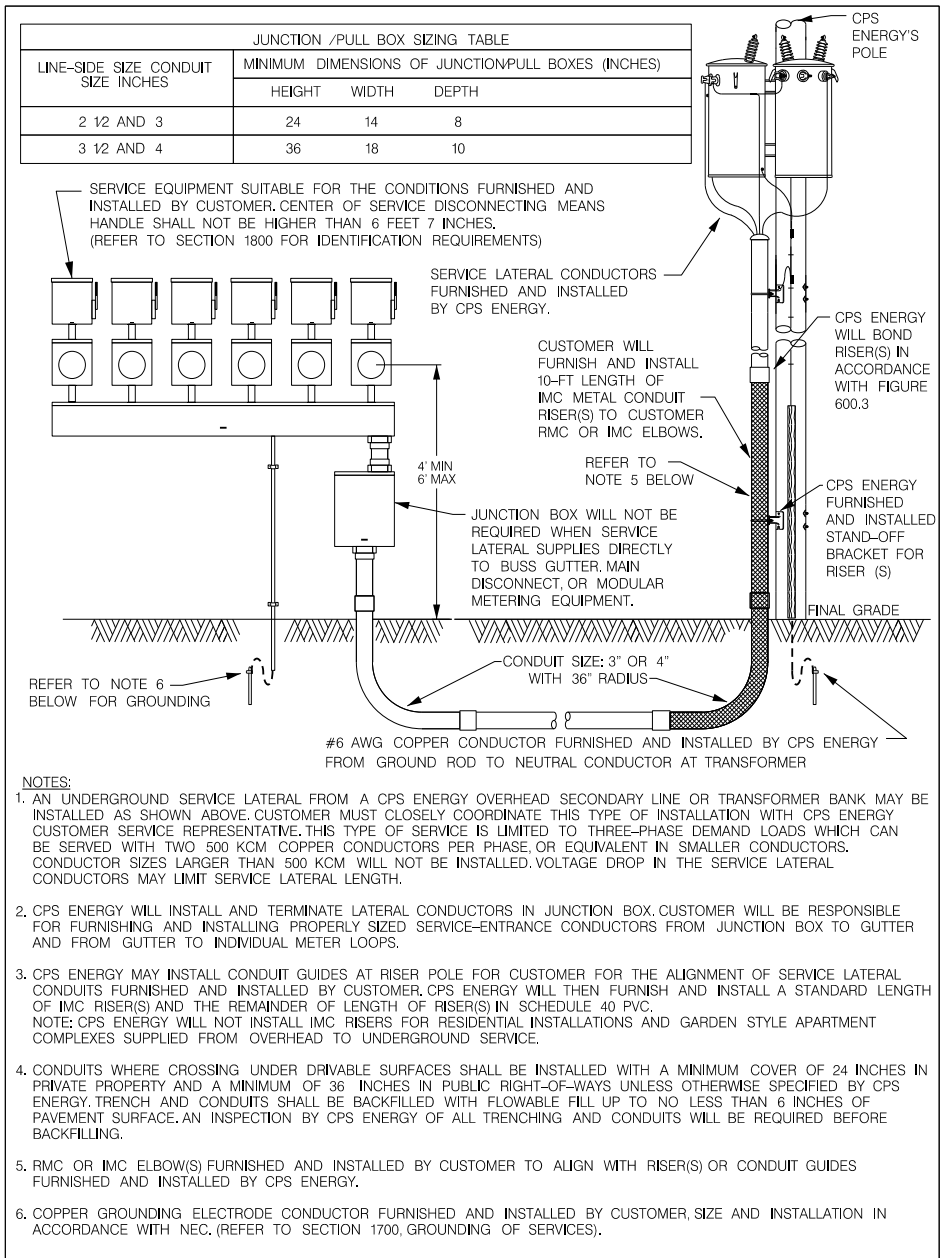 JUNCTION /PULL BOX SIZING TABLE
LINE-SIDE SIZE CONDUIT
SIZE INCHES
MINIMUM DIMENSIONS OF JUNCTION/PULL BOXES (INCHES)
HEIGHT WIDTH DEPTH
2 1/2 AND 3 24 14 8
3 1/2 AND 4 36 18 10
CPS
ENERGY'S
POLE
SERVICE EQUIPMENT SUITABLE FOR THE CONDITIONS FURNISHED AND
INSTALLED BY CUSTOMER. CENTER OF SERVICE DISCONNECTING MEANS
HANDLE SHALL NOT BE HIGHER THAN 6 FEET 7 INCHES.
(REFER TO SECTION 1800 FOR IDENTIFICATION REQUIREMENTS)
SERVICE LATERAL CONDUCTORS
FURNISHED AND INSTALLED
BY CPS ENERGY.
CPS ENERGY
WILL BOND
RISER(S) IN
ACCORDANCE
WITH FIGURE
600.3
CUSTOMER WILL
FURNISH AND INSTALL
10-FT LENGTH OF
IMC METAL CONDUIT
RISER(S) TO CUSTOMER
RMC OR IMC ELBOWS.
REFER TO
NOTE 5 BELOW
4' MIN
6' MAX
CPS ENERGY
FURNISHED
AND INSTALLED
STAND-OFF
BRACKET FOR
RISER (S)
JUNCTION BOX WILL NOT BE
REQUIRED WHEN SERVICE
LATERAL SUPPLIES DIRECTLY
TO BUSS GUTTER, MAIN
DISCONNECT, OR MODULAR
METERING EQUIPMENT.
FINAL GRADE
CONDUIT SIZE: 3" OR 4"
WITH 36" RADIUS
REFER TO NOTE 6
BELOW FOR GROUNDING
#6 AWG COPPER CONDUCTOR FURNISHED AND INSTALLED BY CPS ENERGY
FROM GROUND ROD TO NEUTRAL CONDUCTOR AT TRANSFORMER
NOTES:
1. AN UNDERGROUND SERVICE LATERAL FROM A CPS ENERGY OVERHEAD SECONDARY LINE OR TRANSFORMER BANK MAY BE
INSTALLED AS SHOWN ABOVE. CUSTOMER MUST CLOSELY COORDINATE THIS TYPE OF INSTALLATION WITH CPS ENERGY
CUSTOMER SERVICE REPRESENTATIVE. THIS TYPE OF SERVICE IS LIMITED TO THREE-PHASE DEMAND LOADS WHICH CAN
BE SERVED WITH TWO 500 KCM COPPER CONDUCTORS PER PHASE, OR EQUIVALENT IN SMALLER CONDUCTORS.
CONDUCTOR SIZES LARGER THAN 500 KCM WILL NOT BE INSTALLED. VOLTAGE DROP IN THE SERVICE LATERAL
CONDUCTORS MAY LIMIT SERVICE LATERAL LENGTH.
2. CPS ENERGY WILL INSTALL AND TERMINATE LATERAL CONDUCTORS IN JUNCTION BOX. CUSTOMER WILL BE RESPONSIBLE
FOR FURNISHING AND INSTALLING PROPERLY SIZED SERVICE-ENTRANCE CONDUCTORS FROM JUNCTION BOX TO GUTTER
AND FROM GUTTER TO INDIVIDUAL METER LOOPS.
3. CPS ENERGY MAY INSTALL CONDUIT GUIDES AT RISER POLE FOR CUSTOMER FOR THE ALIGNMENT OF SERVICE LATERAL
CONDUITS FURNISHED AND INSTALLED BY CUSTOMER. CPS ENERGY WILL THEN FURNISH AND INSTALL A STANDARD LENGTH
OF IMC RISER(S) AND THE REMAINDER OF LENGTH OF RISER(S) IN SCHEDULE 40 PVC.
NOTE: CPS ENERGY WILL NOT INSTALL IMC RISERS FOR RESIDENTIAL INSTALLATIONS AND GARDEN STYLE APARTMENT
COMPLEXES SUPPLIED FROM OVERHEAD TO UNDERGROUND SERVICE.
4. CONDUITS WHERE CROSSING UNDER DRIVABLE SURFACES SHALL BE INSTALLED WITH A MINIMUM COVER OF 24 INCHES IN
PRIVATE PROPERTY AND A MINIMUM OF 36 INCHES IN PUBLIC RIGHT-OF-WAYS UNLESS OTHERWISE SPECIFIED BY CPS
ENERGY. TRENCH AND CONDUITS SHALL BE BACKFILLED WITH FLOWABLE FILL UP TO NO LESS THAN 6 INCHES OF
PAVEMENT SURFACE. AN INSPECTION BY CPS ENERGY OF ALL TRENCHING AND CONDUITS WILL BE REQUIRED BEFORE
BACKFILLING.
5. RMC OR IMC ELBOW(S) FURNISHED AND INSTALLED BY CUSTOMER TO ALIGN WITH RISER(S) OR CONDUIT GUIDES
FURNISHED AND INSTALLED BY CPS ENERGY.
6. COPPER GROUNDING ELECTRODE CONDUCTOR FURNISHED AND INSTALLED BY CUSTOMER, SIZE AND INSTALLATION IN
ACCORDANCE WITH NEC. (REFER TO SECTION 1700, GROUNDING OF SERVICES).